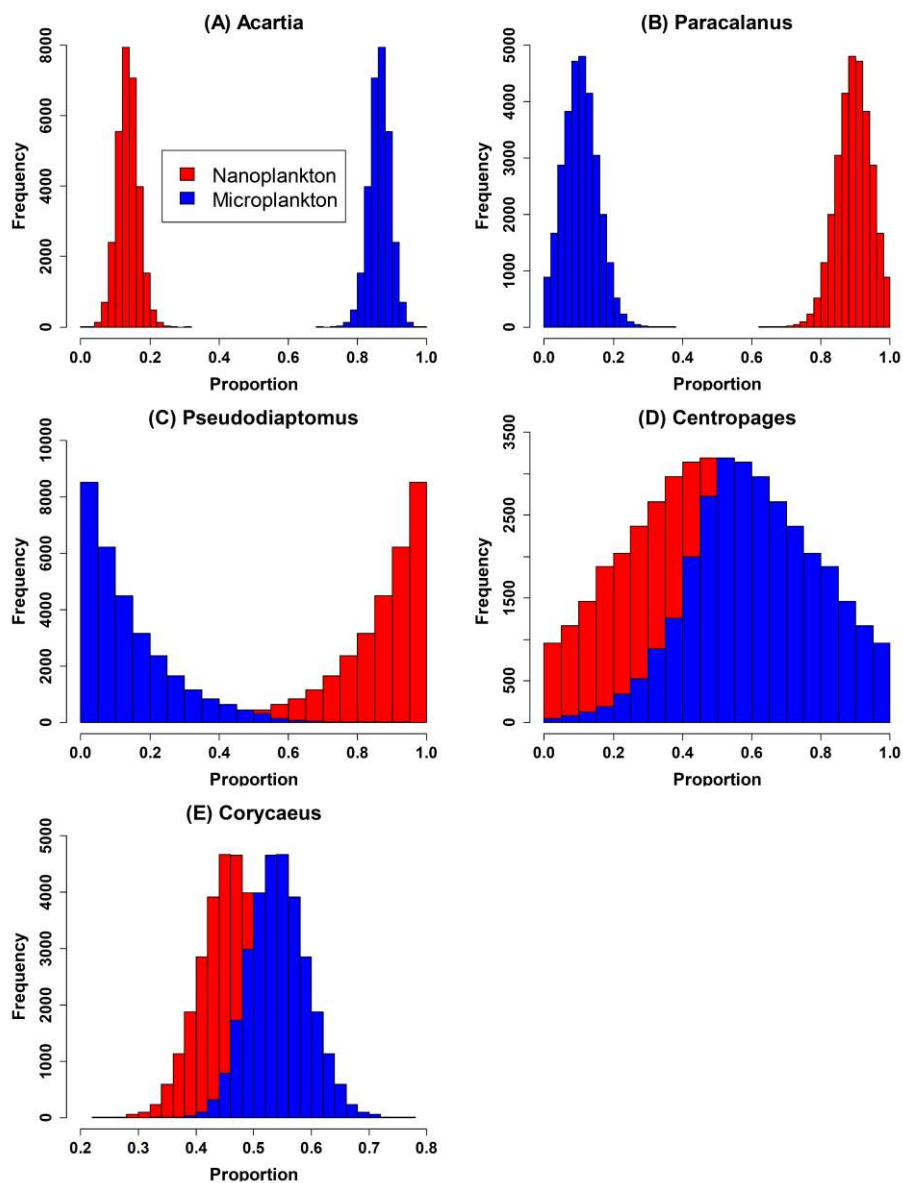 (A) Acartia
Frequency
0 2000 4000 6000 8000
Nanoplankton
Microplankton
0.0 0.2 0.4 0.6 0.8 1.0
Proportion
(B) Paracalanus
Frequency
0 1000 2000 3000 4000 5000
0.0 0.2 0.4 0.6 0.8 1.0
Proportion
(C) Pseudodiaptomus
Frequency
0 2000 4000 6000 8000 10000
0.0 0.2 0.4 0.6 0.8 1.0
Proportion
(D) Centropages
Frequency
0 500 1500 2500 3500
0.0 0.2 0.4 0.6 0.8 1.0
Proportion
(E) Corycaeus
Frequency
0 1000 2000 3000 4000 5000
0.2 0.3 0.4 0.5 0.6 0.7 0.8
Proportion